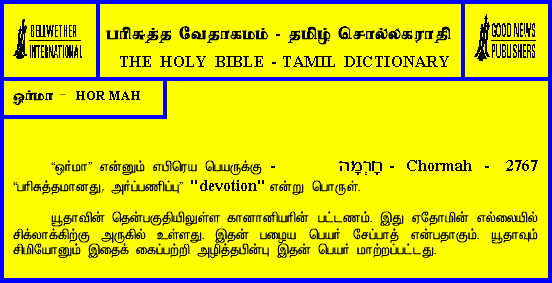 BELLWETHER
INTERNATIONAL
பரிசுத்த வேதாகமம் - தமிழ் சொல்லகராதி
THE HOLY BIBLE - TAMIL DICTIONARY
GOOD NEWS
PUBLISHERS
ஒர்மா – HOR MAH
“ஒர்மா” என்னும் எபிரெய பெயருக்கு - חָרְמָה - Chormah - 2767
“பரிசுத்தமானது, அர்ப்பணிப்பு” "devotion" என்று பொருள்.
யூதாவின் தென்பகுதியிலுள்ள கானானியரின் பட்டணம். இது ஏதோமின் எல்லையில்
சிக்லாக்கிற்கு அருகில் உள்ளது. இதன் பழைய பெயர் சேப்பாத் என்பதாகும். யூதாவும்
சிமியோனும் இதைக் கைப்பற்றி அழித்தபின்பு இதன் பெயர் மாற்றப்பட்டது.